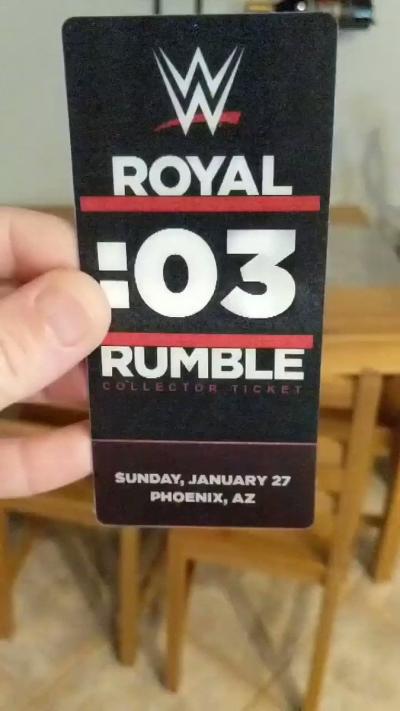 W
ROYAL
:03
RUMBLE
COLLECTOR TICKET
SUNDAY, JANUARY 27
PHOENIX, AZ